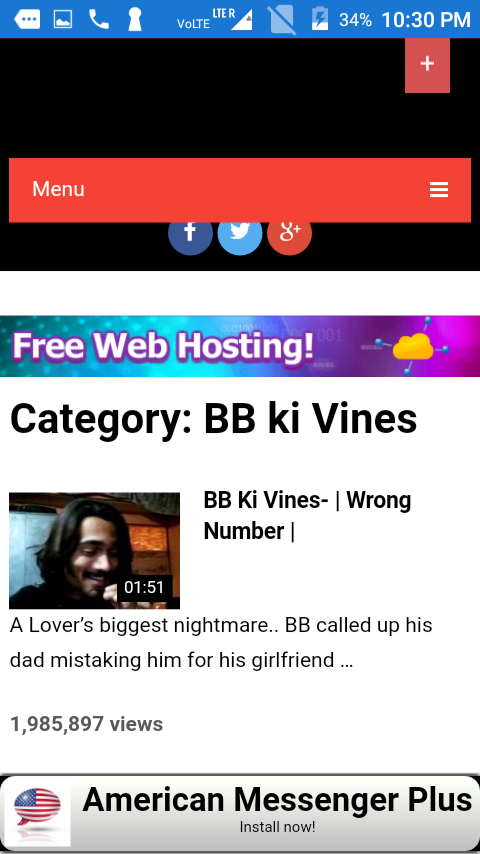 VoLTE LTE R 34% 10:30 PM
+
Menu
f g+
Free Web Hosting!
Category: BB ki Vines
BB Ki Vines- | Wrong
Number |
01:51
A Lover’s biggest nightmare.. BB called up his
dad mistaking him for his girlfriend ...
1,985,897 views
American Messenger Plus
Install now!